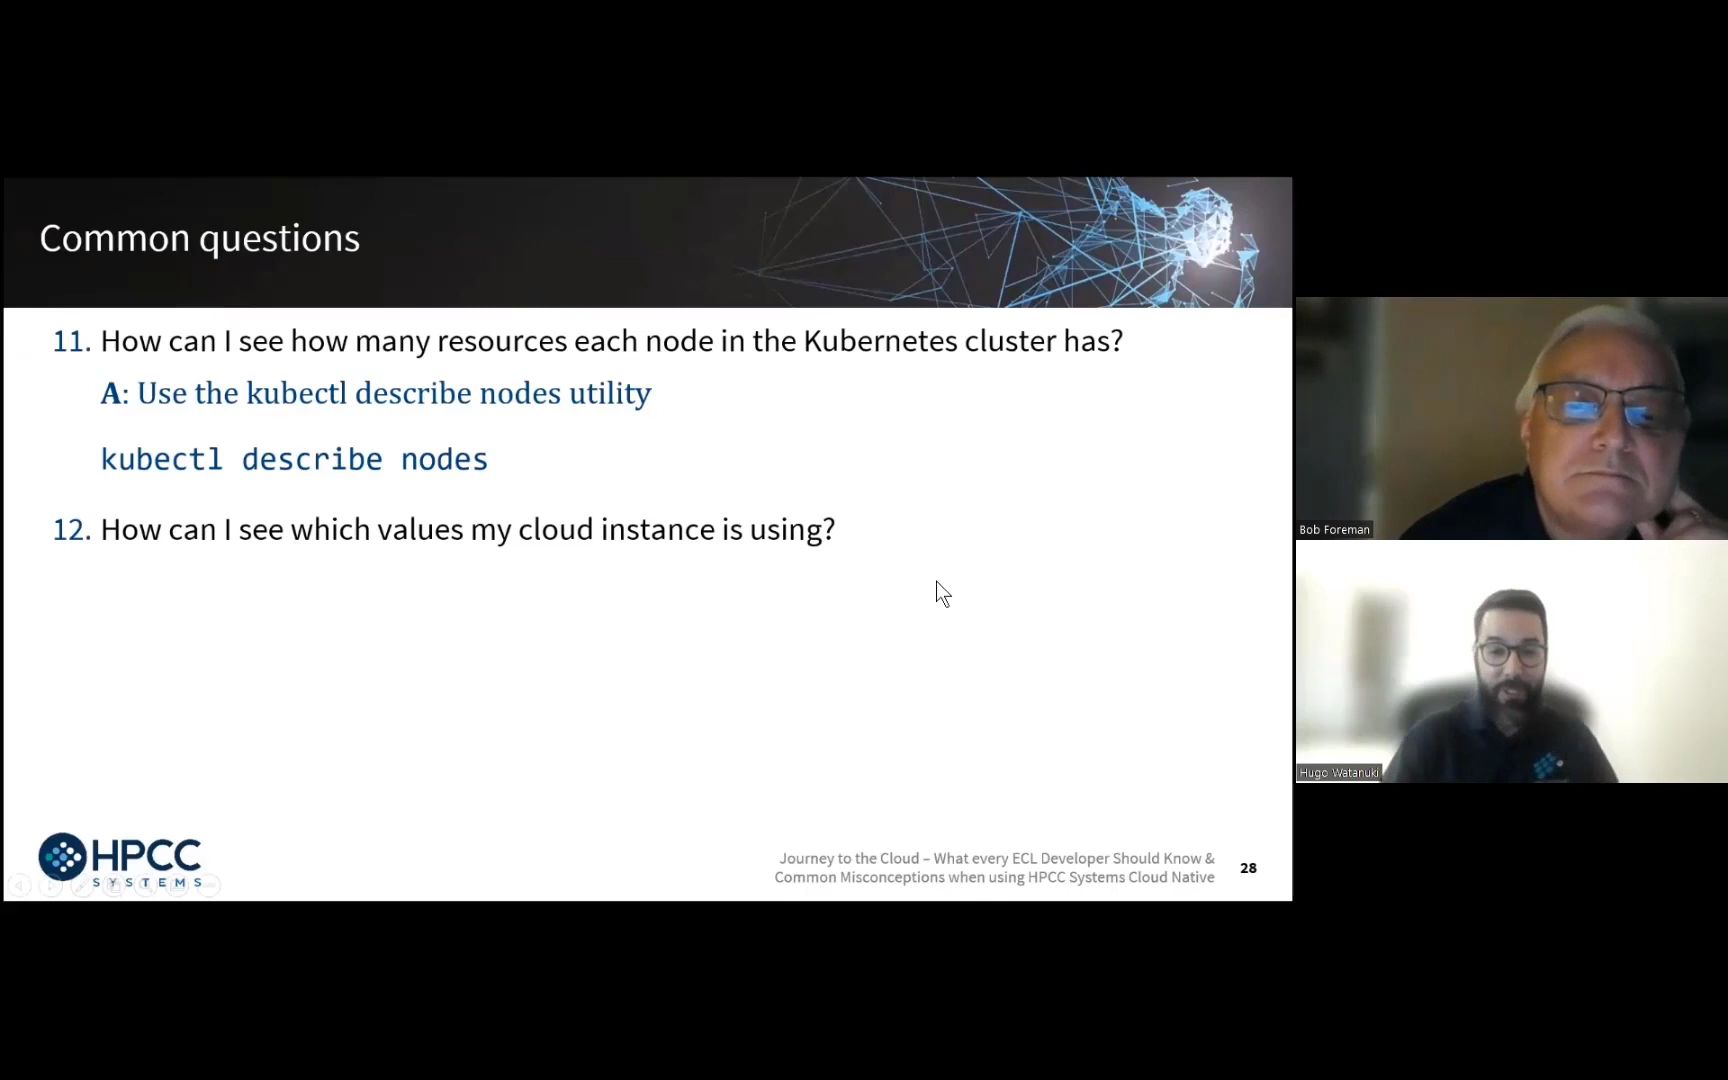 Common questions
11. How can I see how many resources each node in the Kubernetes cluster has?
A: Use the kubectl describe nodes utility
kubectl describe nodes
12. How can I see which values my cloud instance is using?
HPCC
SYSTEMS
Journey to the Cloud – What every ECL Developer Should Know &
Common Misconceptions when using HPCC Systems Cloud Native
28
Bob Foreman
Hugo Watanuki